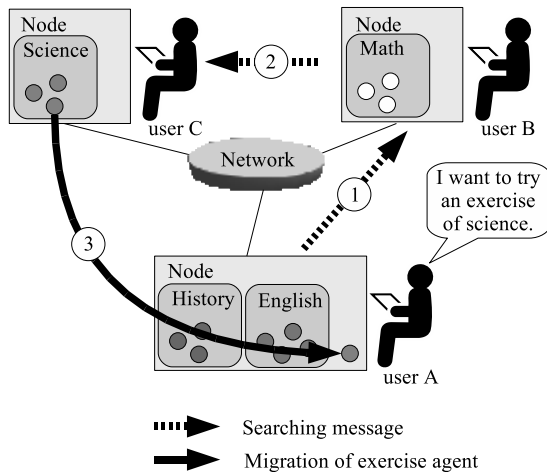 Node
Science
user C
2
Node
Math
user B
Network
1
I want to try
an exercise
of science.
3
Node
History
English
user A
Searching message
Migration of exercise agent